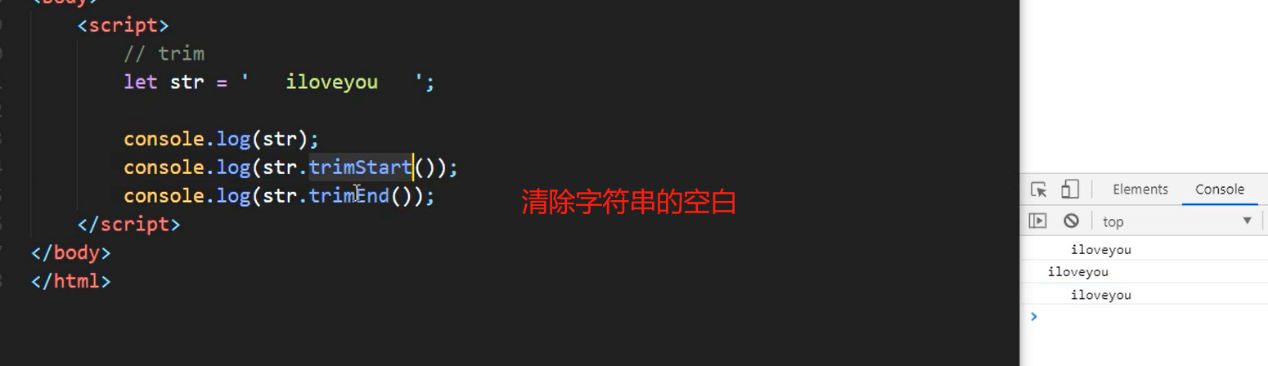 <body>
<script>
// trim
let str = '   iloveyou   ';
console.log(str);
console.log(str.trimStart());
console.log(str.trimEnd());
清除字符串的空白
</script>
</body>
</html>
Elements Console
top
iloveyou
iloveyou
iloveyou